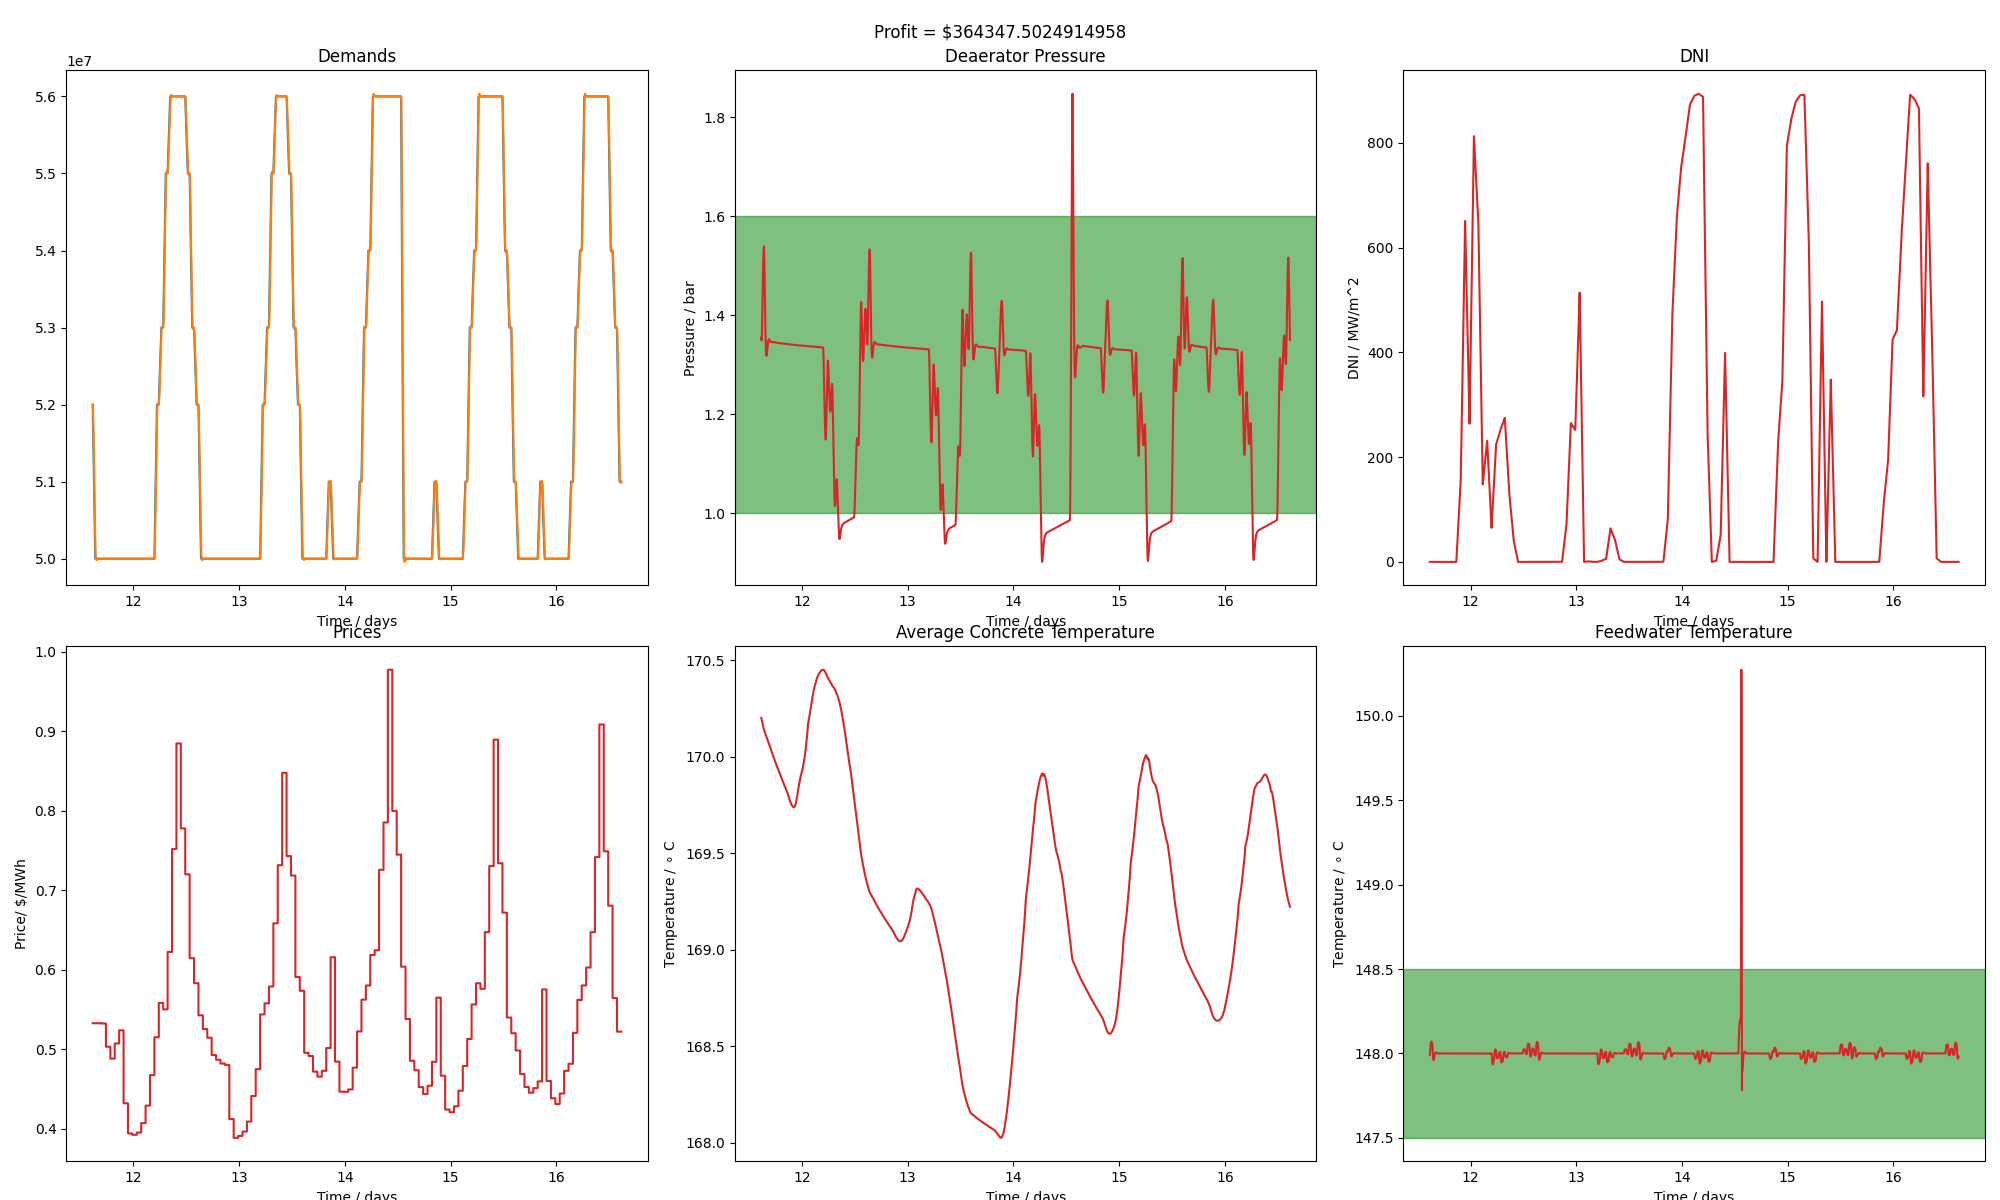 Profit = $364347.5024914958
Demands
1e7
5.6
5.5
5.4
5.3
5.2
5.1
5.0
12 13 14 15 16
Time / days
Deaerator Pressure
Pressure / bar
1.8
1.6
1.4
1.2
1.0
12 13 14 15 16
Time / days
DNI
DNI / MW/m^2
800
600
400
200
0
12 13 14 15 16
Time / days
Prices
Price/ $/MWh
1.0
0.9
0.8
0.7
0.6
0.5
0.4
12 13 14 15 16
Time / days
Average Concrete Temperature
Temperature / ∘ C
170.5
170.0
169.5
169.0
168.5
168.0
12 13 14 15 16
Time / days
Feedwater Temperature
Temperature / ∘ C
150.0
149.5
149.0
148.5
148.0
147.5
12 13 14 15 16
Time / days